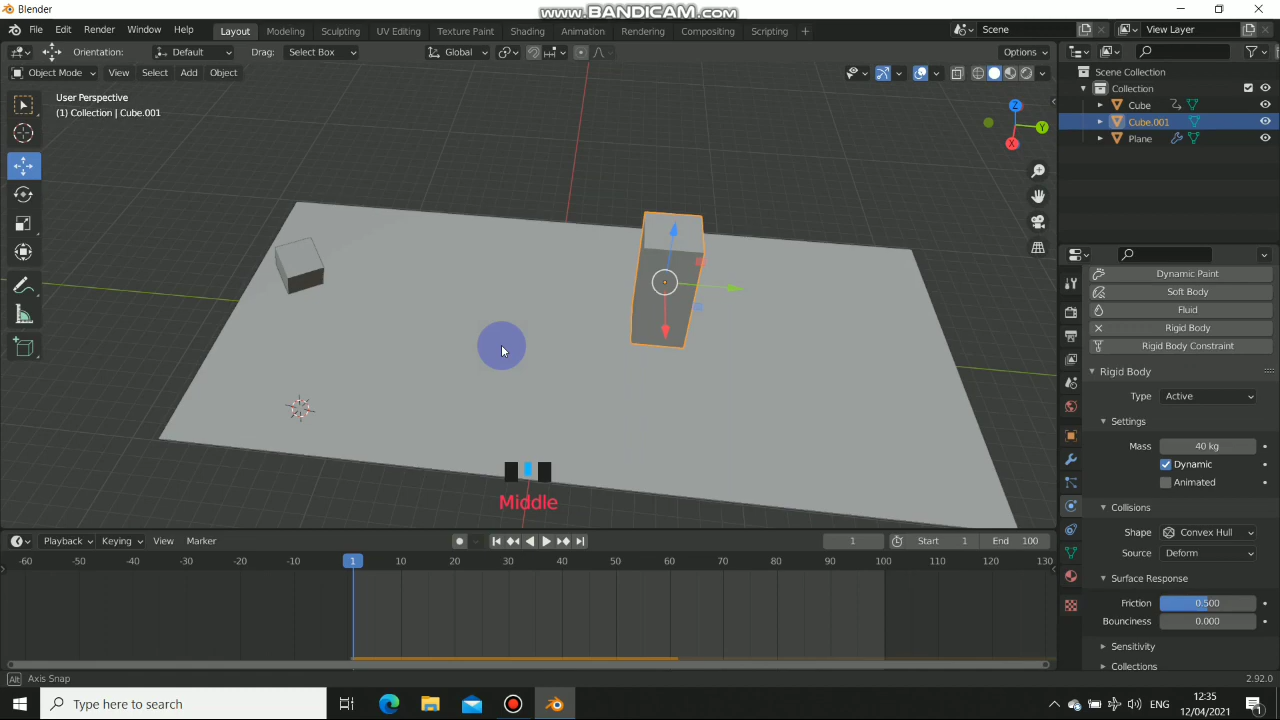 Blender
www.BANDICAM.com
File Edit Render Window Help
Layout Modeling Sculpting UV Editing Texture Paint Shading Animation Rendering Compositing Scripting +
Scene
View Layer
Orientation: Default Drag: Select Box Global Options
Object Mode View Select Add Object
User Perspective
(1) Collection | Cube.001
Z
Y
X
Middle
Scene Collection
Collection
Cube
Cube.001
Plane
Dynamic Paint
Soft Body
Fluid
Rigid Body
Rigid Body Constraint
Rigid Body
Type Active
Settings
Mass 40 kg
Dynamic
Animated
Collisions
Shape Convex Hull
Source Deform
Surface Response
Friction 0.500
Bounciness 0.000
Sensitivity
Collections
Playback Keying View Marker 1 Start 1 End 100
-60 -50 -40 -30 -20 -10 1 10 20 30 40 50 60 70 80 90 100 110 120 130
Alt Axis Snap 2.92.0
Type here to search
ENG
12:35
12/04/2021
1